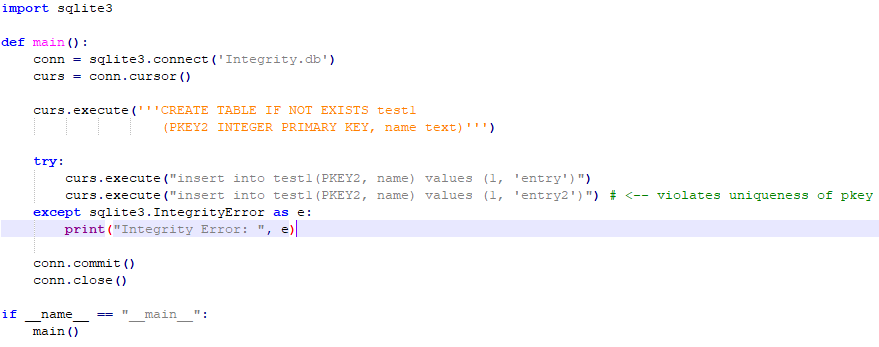 import sqlite3
def main():
    conn = sqlite3.connect('Integrity.db')
    curs = conn.cursor()
    curs.execute('''CREATE TABLE IF NOT EXISTS test1
                    (PKEY2 INTEGER PRIMARY KEY, name text)''')
    try:
        curs.execute("insert into test1(PKEY2, name) values (1, 'entry')")
        curs.execute("insert into test1(PKEY2, name) values (1, 'entry2')") # <-- violates uniqueness of pkey
    except sqlite3.IntegrityError as e:
        print("Integrity Error: ", e)
    conn.commit()
    conn.close()
if __name__ == "__main__":
    main()